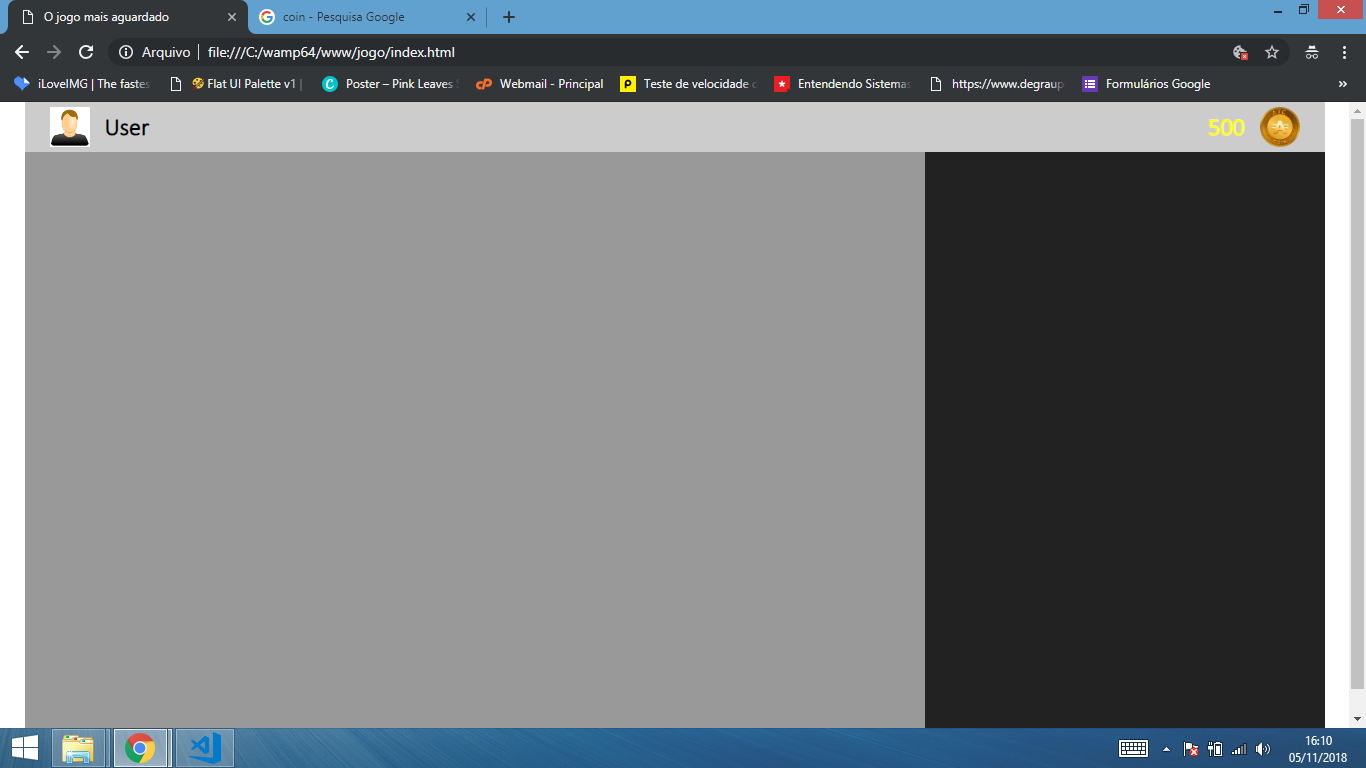 O jogo mais aguardado
coin - Pesquisa Google
Arquivo
file:///C:/wamp64/www/jogo/index.html
iLoveIMG | The fastes
Flat UI Palette v1 |
Poster – Pink Leaves
Webmail - Principal
Teste de velocidade
Entendendo Sistemas
https://www.degraup
Formulários Google
»
User
500
16:10
05/11/2018